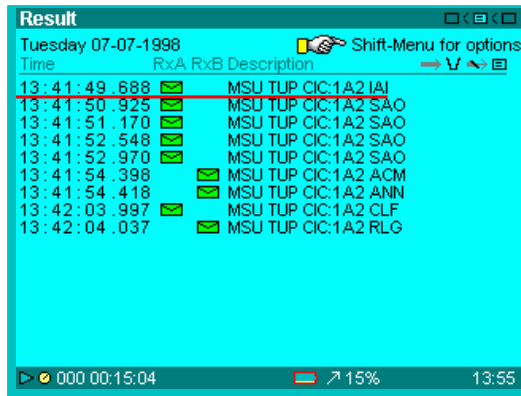 Result
Tuesday 07-07-1998 Shift-Menu for options
Time RxA RxB Description
13:41:49.688 MSU TUP CIC:1A2 IAI
13:41:50.925 MSU TUP CIC:1A2 SAO
13:41:51.170 MSU TUP CIC:1A2 SAO
13:41:52.548 MSU TUP CIC:1A2 SAO
13:41:52.970 MSU TUP CIC:1A2 SAO
13:41:54.398 MSU TUP CIC:1A2 ACM
13:41:54.418 MSU TUP CIC:1A2 ANN
13:42:03.997 MSU TUP CIC:1A2 CLF
13:42:04.037 MSU TUP CIC:1A2 RLG
000 00:15:04 15% 13:55